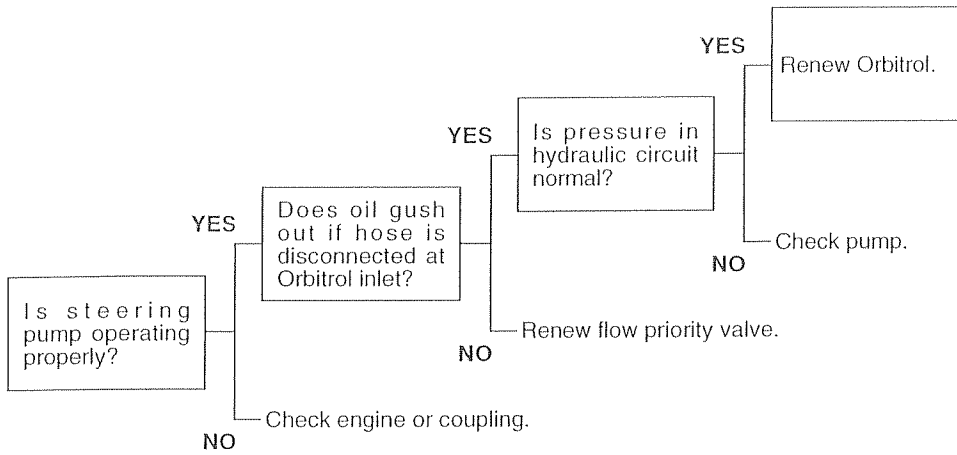 Is steering
pump operating
properly?
YES
NO
Does oil gush
out if hose is
disconnected at
Orbitrol inlet?
Check engine or coupling.
YES
NO
Is pressure in
hydraulic circuit
normal?
Renew flow priority valve.
YES
NO
Renew Orbitrol.
Check pump.